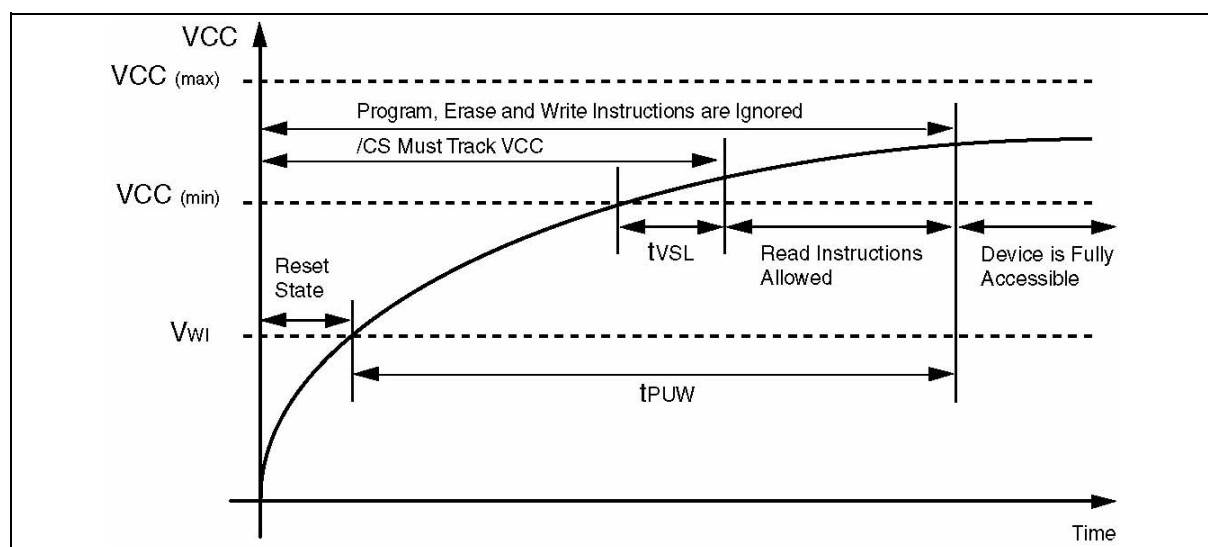 VCC
VCC (max)
Program, Erase and Write Instructions are Ignored
/CS Must Track VCC
VCC (min)
tVSL
Read Instructions
Allowed
Device is Fully
Accessible
Reset
State
VWI
tPUW
Time